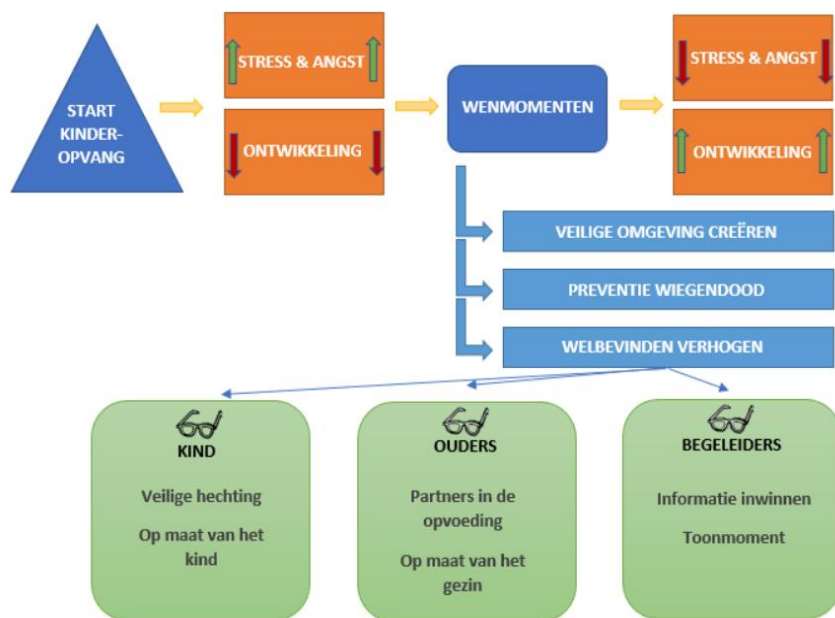 START
KINDER-
OPVANG
STRESS & ANGST
ONTWIKKELING
WENMOMENTEN
STRESS & ANGST
ONTWIKKELING
VEILIGE OMGEVING CREËREN
PREVENTIE WIEGENDOOD
WELBEVINDEN VERHOGEN
KIND
Veilige hechting
Op maat van het
kind
OUDERS
Partners in de
opvoeding
Op maat van het
gezin
BEGELEIDERS
Informatie inwinnen
Toonmoment